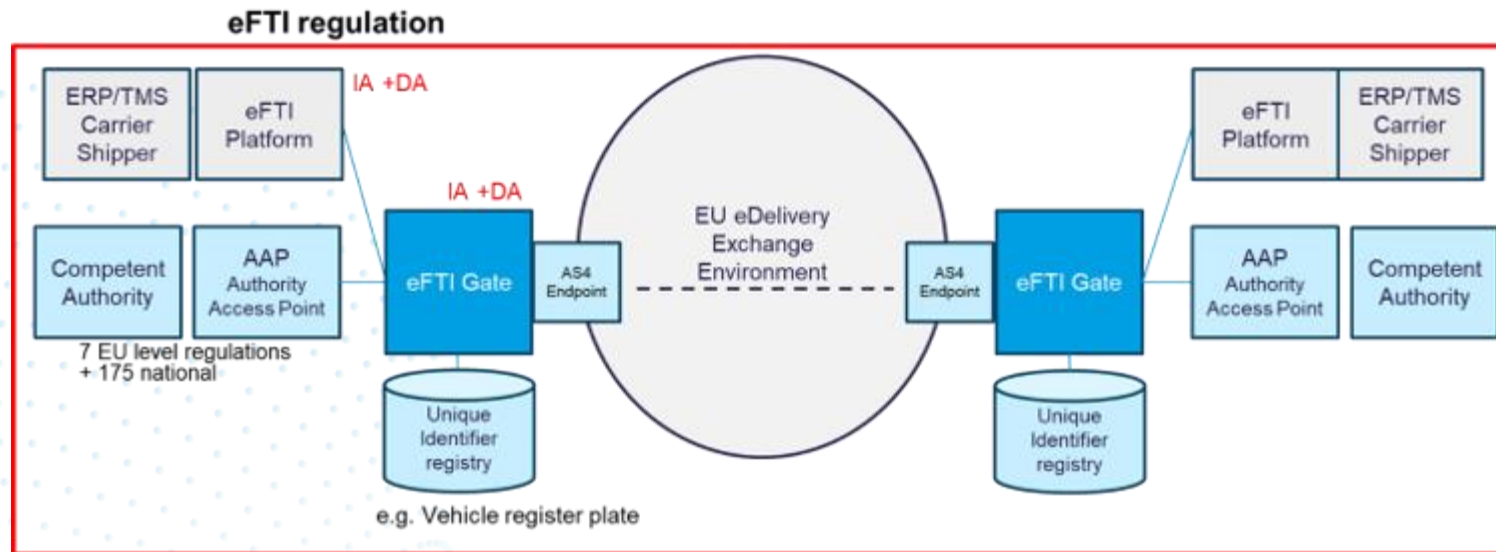 eFTI regulation
ERP/TMS
Carrier
Shipper
eFTI
Platform
IA +DA
Competent
Authority
AAP
Authority
Access Point
7 EU level regulations
+ 175 national
IA +DA
eFTI Gate
AS4
Endpoint
Unique
Identifier
registry
e.g. Vehicle register plate
EU eDelivery
Exchange
Environment
AS4
Endpoint
eFTI Gate
Unique
Identifier
registry
eFTI
Platform
ERP/TMS
Carrier
Shipper
AAP
Authority
Access Point
Competent
Authority